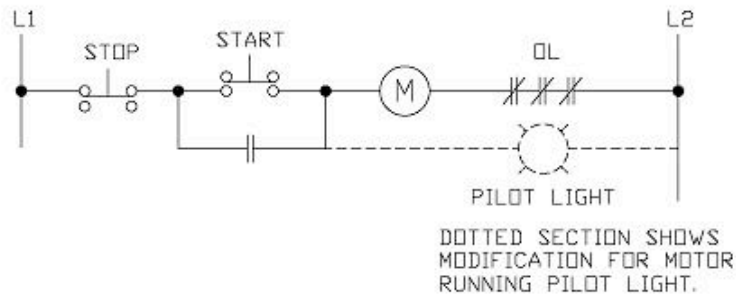 L1
L2
STOP
START
OL
M
PILOT LIGHT
DOTTED SECTION SHOWS
MODIFICATION FOR MOTOR
RUNNING PILOT LIGHT.